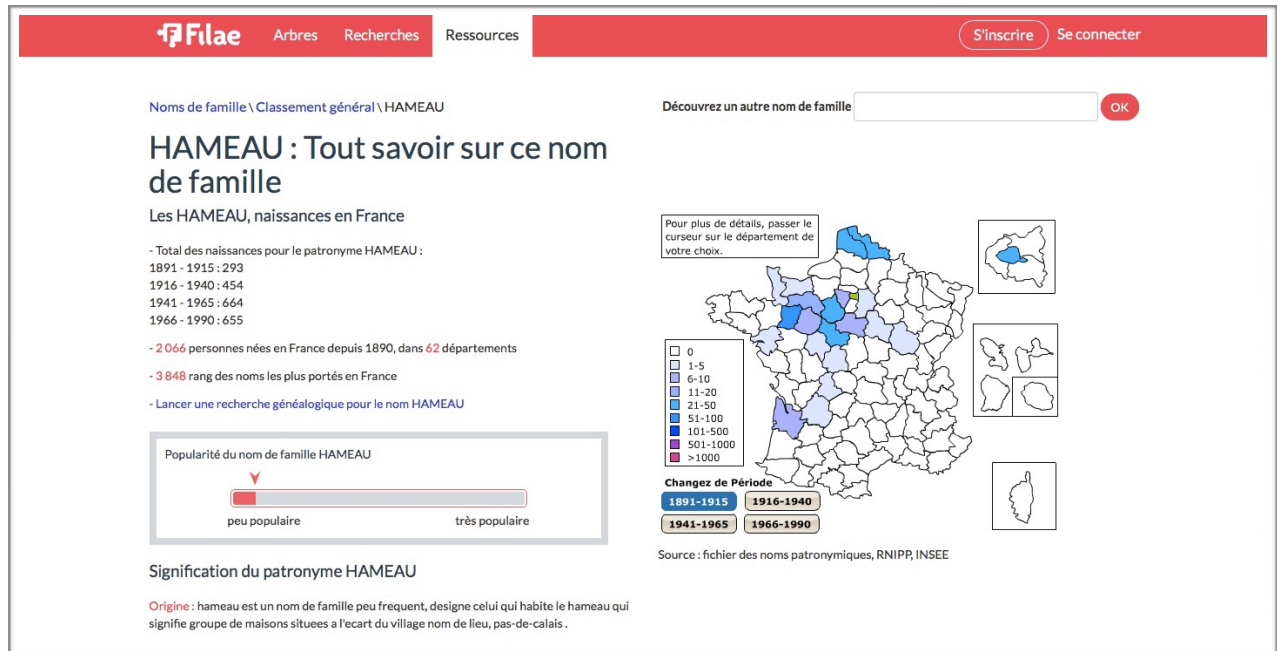 Filae
Arbres
Recherches
Ressources
S'inscrire
Se connecter
Noms de famille \ Classement général \ HAMEAU
Découvrez un autre nom de famille
OK
HAMEAU : Tout savoir sur ce nom
de famille
Les HAMEAU, naissances en France
- Total des naissances pour le patronyme HAMEAU :
1891 - 1915 : 293
1916 - 1940 : 454
1941 - 1965 : 664
1966 - 1990 : 655
- 2 066 personnes nées en France depuis 1890, dans 62 départements
- 3 848 rang des noms les plus portés en France
- Lancer une recherche généalogique pour le nom HAMEAU
Popularité du nom de famille HAMEAU
peu populaire
très populaire
Signification du patronyme HAMEAU
Origine : hameau est un nom de famille peu frequent, designe celui qui habite le hameau qui
signifie groupe de maisons situees a l'ecart du village nom de lieu, pas-de-calais .
Pour plus de détails, passer le
curseur sur le département de
votre choix.
0
1-5
6-10
11-20
21-50
51-100
101-500
501-1000
>1000
Changez de Période
1891-1915
1916-1940
1941-1965
1966-1990
Source : fichier des noms patronymiques, RNIPP, INSEE